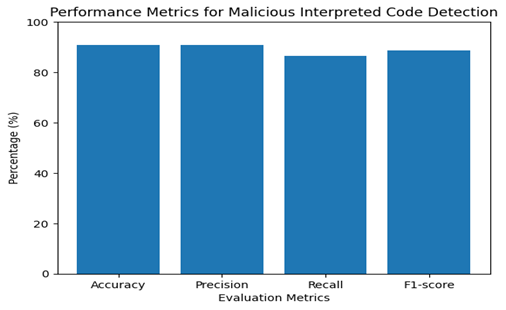 Performance Metrics for Malicious Interpreted Code Detection
100
80
60
40
20
0
Percentage (%)
Accuracy Precision Recall F1-score
Evaluation Metrics